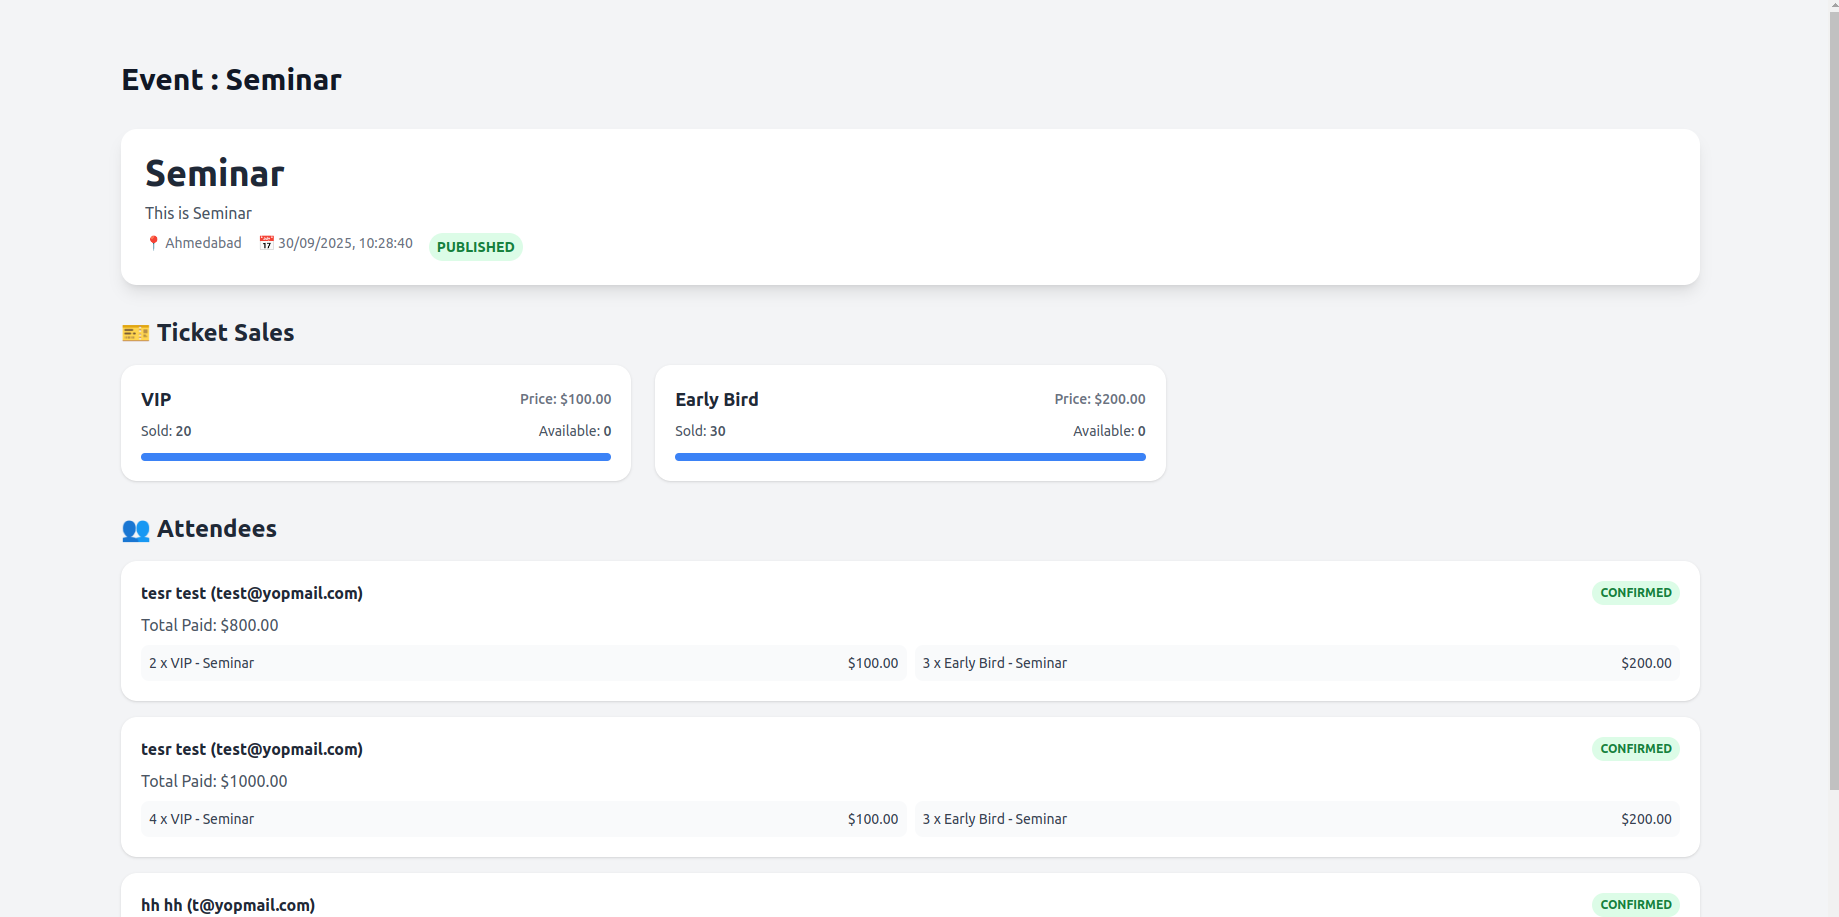 Event : Seminar
Seminar
This is Seminar
Ahmedabad 30/09/2025, 10:28:40 PUBLISHED
Ticket Sales
VIP Price: $100.00
Sold: 20 Available: 0
Early Bird Price: $200.00
Sold: 30 Available: 0
Attendees
tesr test (test@yopmail.com) CONFIRMED
Total Paid: $800.00
2 x VIP - Seminar $100.00 3 x Early Bird - Seminar $200.00
tesr test (test@yopmail.com) CONFIRMED
Total Paid: $1000.00
4 x VIP - Seminar $100.00 3 x Early Bird - Seminar $200.00
hh hh (t@yopmail.com) CONFIRMED